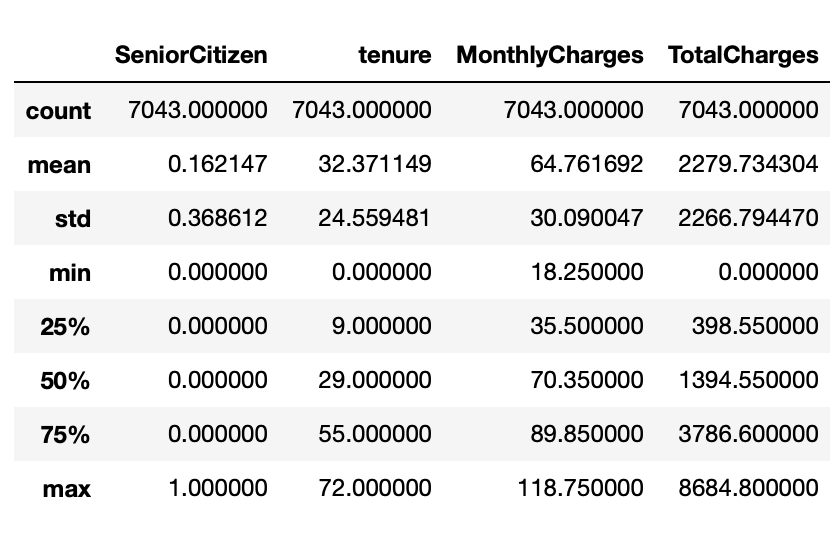 SeniorCitizen tenure MonthlyCharges TotalCharges
count 7043.000000 7043.000000 7043.000000 7043.000000
mean 0.162147 32.371149 64.761692 2279.734304
std 0.368612 24.559481 30.090047 2266.794470
min 0.000000 0.000000 18.250000 0.000000
25% 0.000000 9.000000 35.500000 398.550000
50% 0.000000 29.000000 70.350000 1394.550000
75% 0.000000 55.000000 89.850000 3786.600000
max 1.000000 72.000000 118.750000 8684.800000